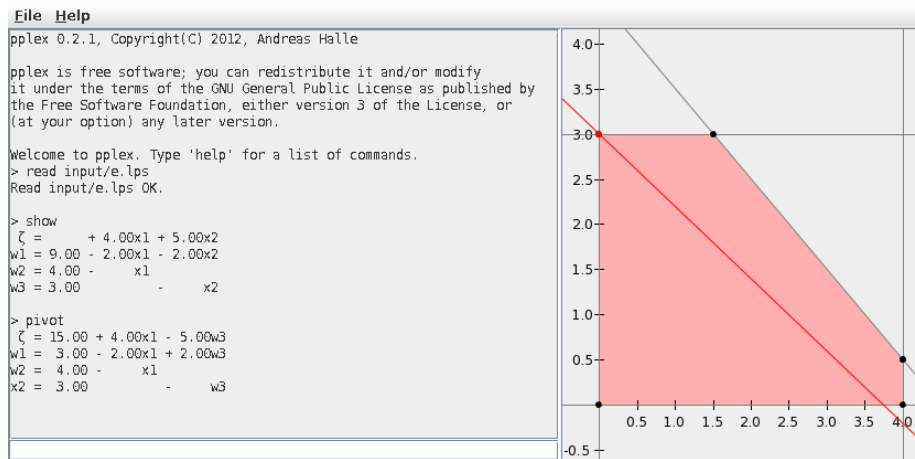 File Help
pplex 0.2.1, Copyright(C) 2012, Andreas Halle
pplex is free software; you can redistribute it and/or modify
it under the terms of the GNU General Public License as published by
the Free Software Foundation, either version 3 of the License, or
(at your option) any later version.
Welcome to pplex. Type 'help' for a list of commands.
> read input/e.lps
Read input/e.lps OK.
> show
ζ = + 4.00x1 + 5.00x2
w1 = 9.00 - 2.00x1 - 2.00x2
w2 = 4.00 - x1
w3 = 3.00 - x2
> pivot
ζ = 15.00 + 4.00x1 - 5.00w3
w1 = 3.00 - 2.00x1 + 2.00w3
w2 = 4.00 - x1
x2 = 3.00 - w3
4.0
3.5
3.0
2.5
2.0
1.5
1.0
0.5
0.5 1.0 1.5 2.0 2.5 3.0 3.5 4.0
-0.5